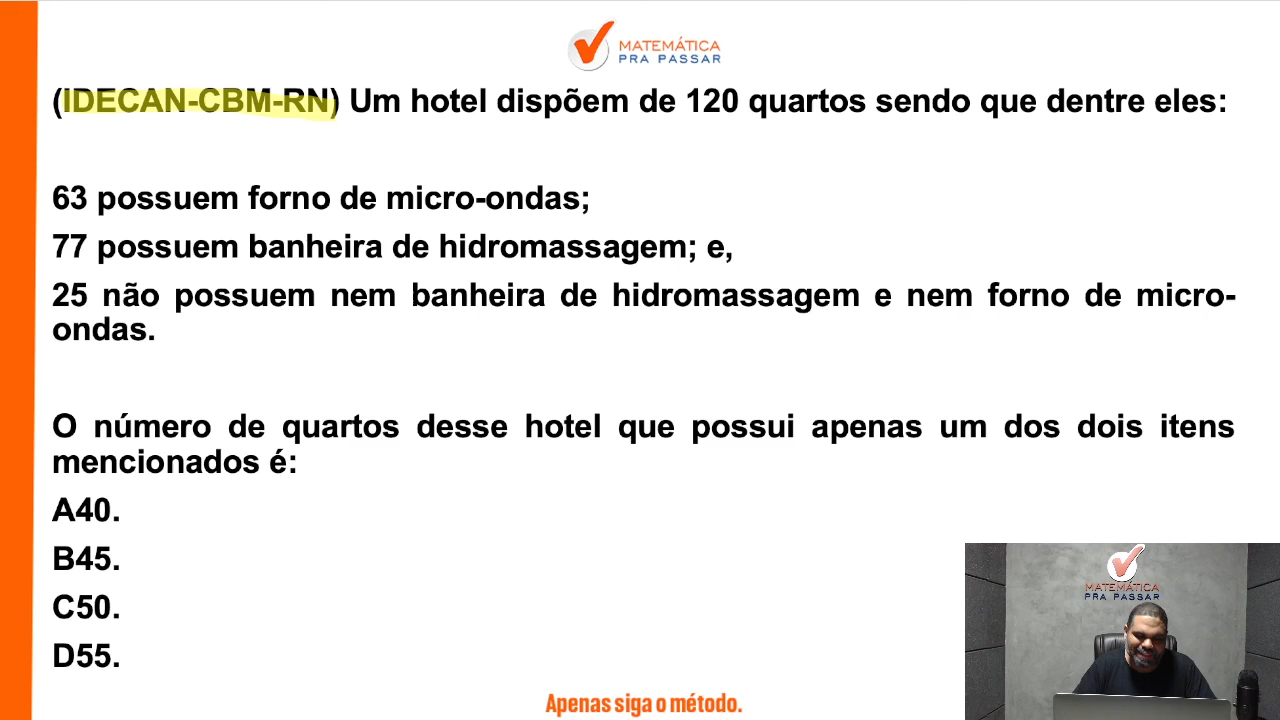 MATEMÁTICA
PRA PASSAR
(IDECAN-CBM-RN) Um hotel dispõem de 120 quartos sendo que dentre eles:
63 possuem forno de micro-ondas;
77 possuem banheira de hidromassagem; e,
25 não possuem nem banheira de hidromassagem e nem forno de micro-
ondas.
O número de quartos desse hotel que possui apenas um dos dois itens
mencionados é:
A40.
B45.
C50.
D55.
MATEMÁTICA
PRA PASSAR
Apenas siga o método.